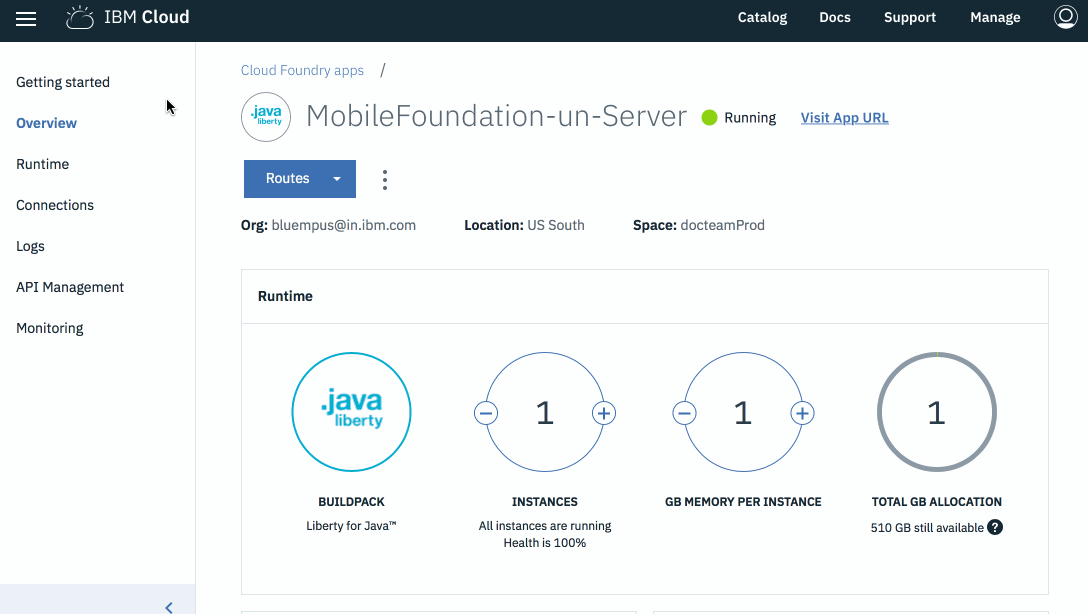 IBM Cloud
Catalog
Docs
Support
Manage
Getting started
Overview
Runtime
Connections
Logs
API Management
Monitoring
Cloud Foundry apps /
.java
liberty
MobileFoundation-un-Server
Running
Visit App URL
Routes
Org: bluempus@in.ibm.com
Location: US South
Space: docteamProd
Runtime
.java
liberty
BUILDPACK
Liberty for Java™
1
INSTANCES
All instances are running
Health is 100%
1
GB MEMORY PER INSTANCE
1
TOTAL GB ALLOCATION
510 GB still available ?